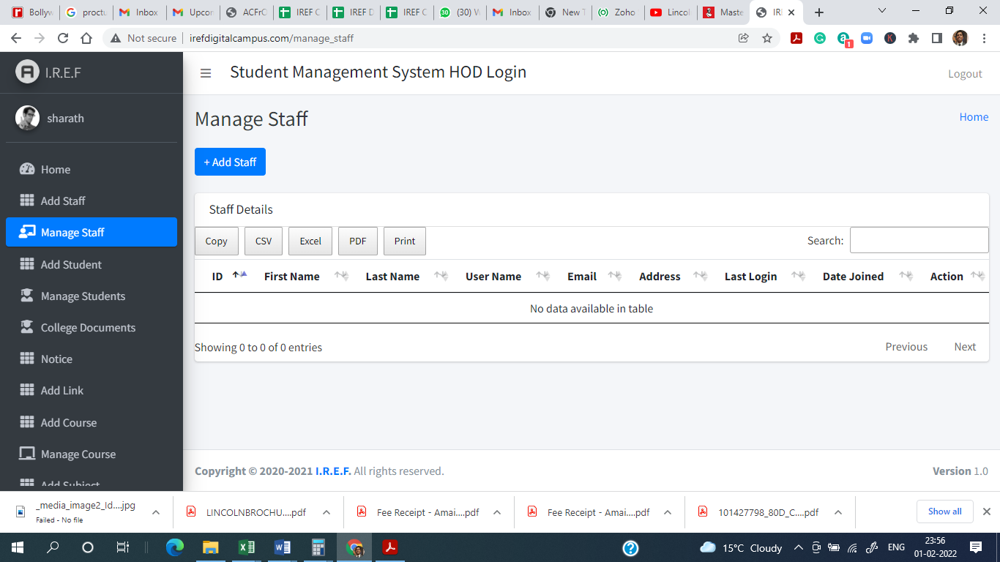 Bollyw
proctu
Inbox
Upcor
ACFrO
IREF C
IREF D
IREF C
(30) W
Inbox
New T
Zoho
Lincol
Maste
IRE
Not secure
irefdigitalcampus.com/manage_staff
I.R.E.F
Student Management System HOD Login
Logout
sharath
Manage Staff
Home
+ Add Staff
Home
Add Staff
Manage Staff
Add Student
Manage Students
College Documents
Notice
Add Link
Add Course
Manage Course
Add Subject
Staff Details
Copy CSV Excel PDF Print
Search:
ID First Name Last Name User Name Email Address Last Login Date Joined Action
No data available in table
Showing 0 to 0 of 0 entries
Previous Next
Copyright © 2020-2021 I.R.E.F. All rights reserved.
Version 1.0
_media_image2_Id....jpg
Failed - No file
LINCOLNBROCHU....pdf
Fee Receipt - Amai....pdf
Fee Receipt - Amai....pdf
101427798_80D_C....pdf
Show all
15°C Cloudy
ENG
23:56
01-02-2022